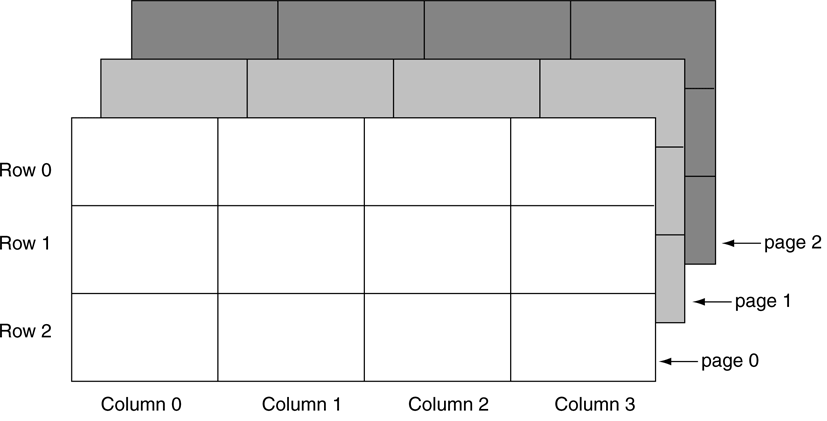 Row 0
Row 1
Row 2
page 2
page 1
page 0
Column 0
Column 1
Column 2
Column 3